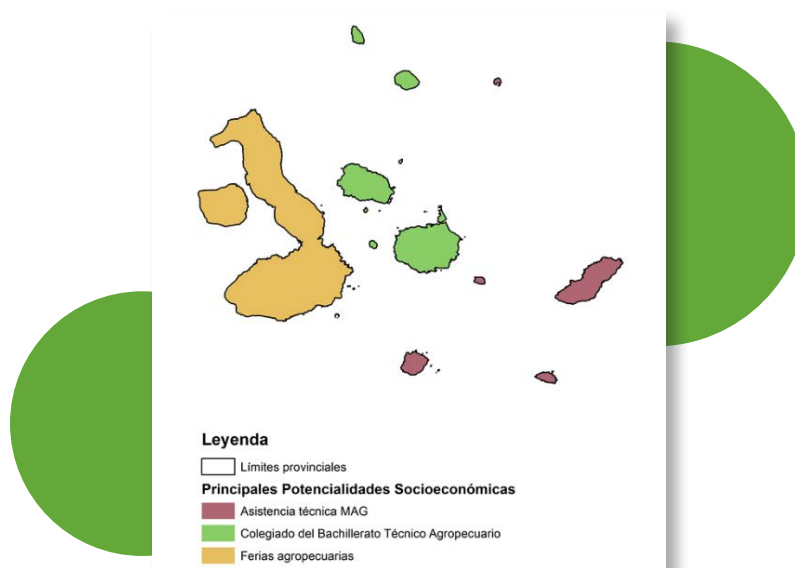 Leyenda
Límites provinciales
Principales Potencialidades Socioeconómicas
Asistencia técnica MAG
Colegiado del Bachillerato Técnico Agropecuario
Ferias agropecuarias